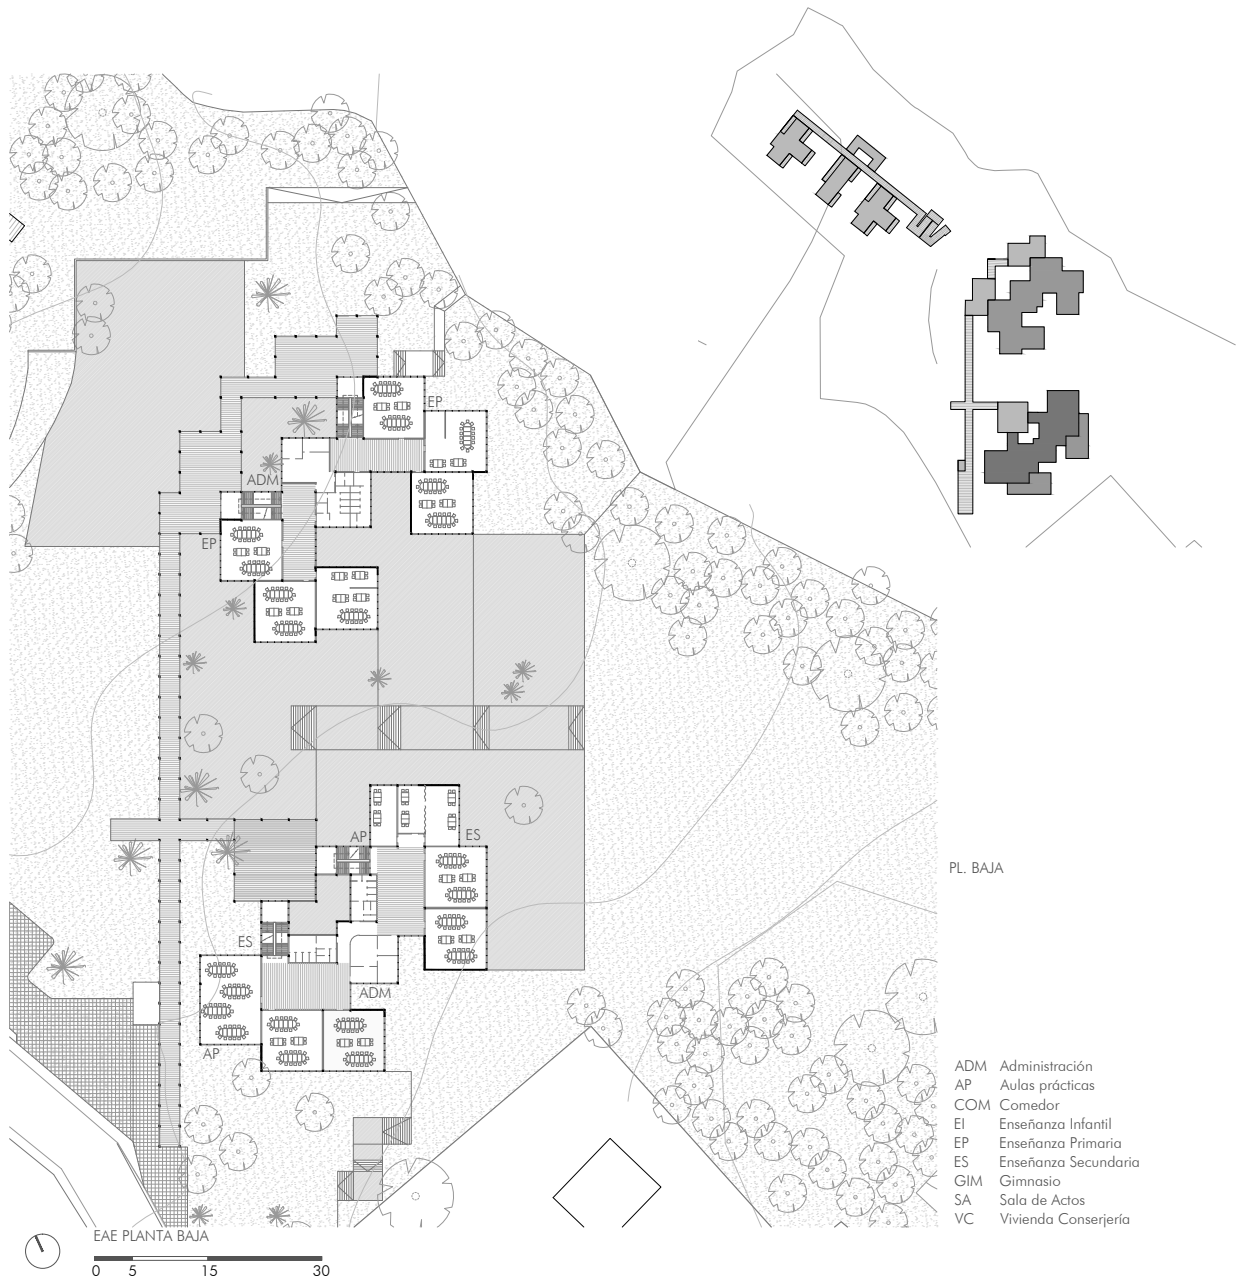 EP
ADM
EP
AP
ES
ES
ADM
AP
PL. BAJA
ADM Administración
AP Aulas prácticas
COM Comedor
EI Enseñanza Infantil
EP Enseñanza Primaria
ES Enseñanza Secundaria
GIM Gimnasio
SA Sala de Actos
VC Vivienda Conserjería
EAE PLANTA BAJA
0 5 15 30